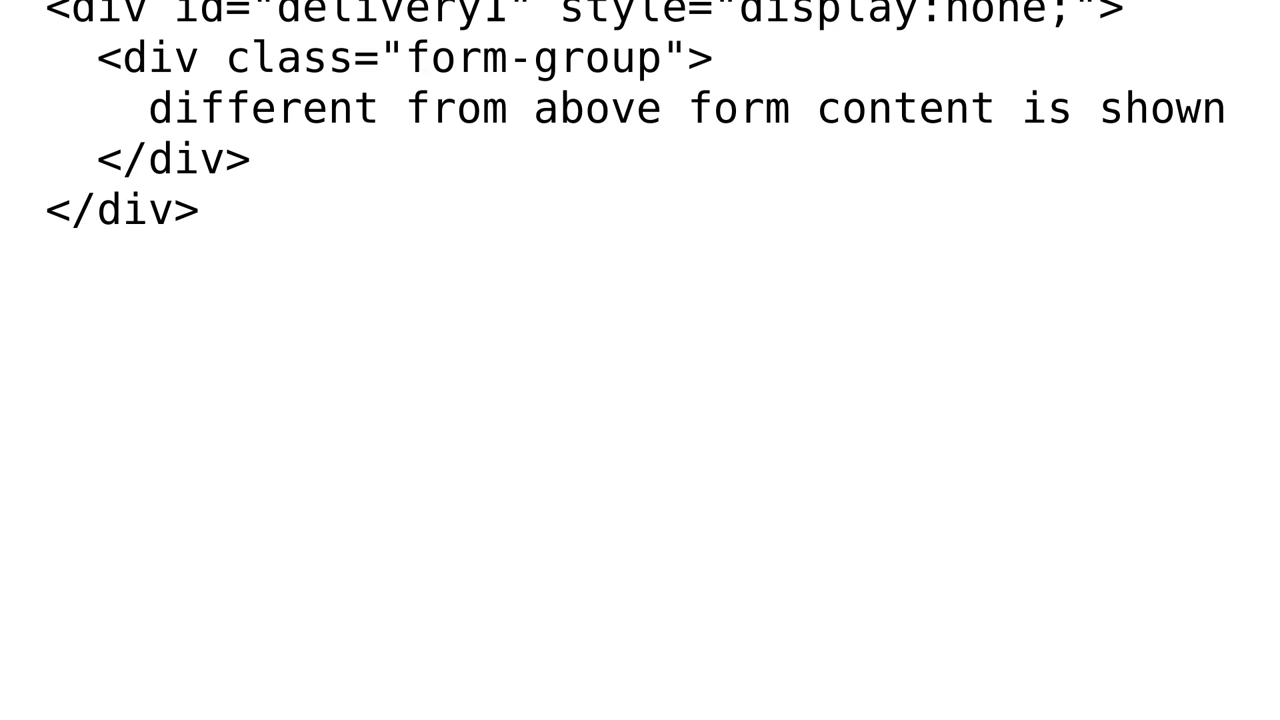 <div id="delivery1" style="display:none;">
  <div class="form-group">
    different from above form content is shown
  </div>
</div>